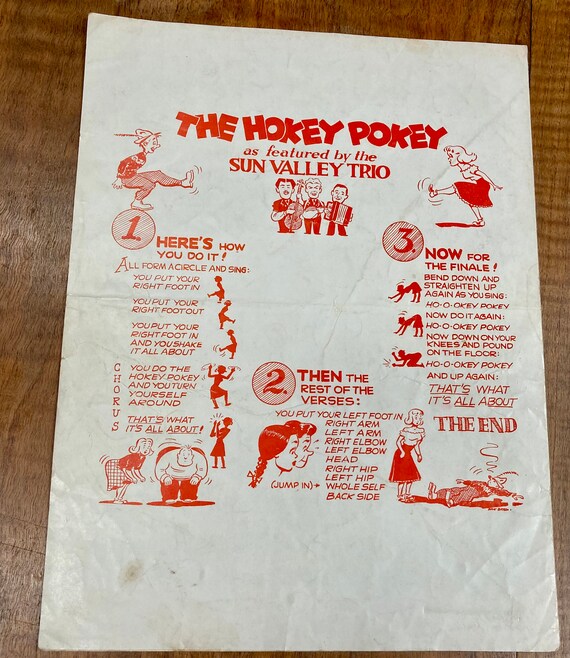 THE HOKEY POKEY
as featured by the
SUN VALLEY TRIO
1.
HERE'S HOW
YOU DO IT!
ALL FORM A CIRCLE AND SING:
YOU PUT YOUR
RIGHT FOOT IN
YOU PUT YOUR
RIGHT FOOT OUT
YOU PUT YOUR
RIGHT FOOT IN
AND YOU SHAKE
IT ALL ABOUT
CHORUS
YOU DO THE
HOKEY POKEY
AND YOU TURN
YOURSELF
AROUND
THAT'S WHAT
IT'S ALL ABOUT!
2.
THEN THE
REST OF THE
VERSES:
YOU PUT YOUR LEFT FOOT IN
RIGHT ARM
LEFT ARM
RIGHT ELBOW
LEFT ELBOW
HEAD
RIGHT HIP
LEFT HIP
(JUMP IN)→ WHOLE SELF
BACK SIDE
3.
NOW FOR
THE FINALE!
BEND DOWN AND
STRAIGHTEN UP
AGAIN AS YOU SING:
HO-O-OKEY POKEY
NOW DO IT AGAIN:
HO-O-OKEY POKEY
NOW DOWN ON YOUR
KNEES AND POUND
ON THE FLOOR:
HO-O-OKEY POKEY
AND UP AGAIN:
THAT'S WHAT
IT'S ALL ABOUT
THE END